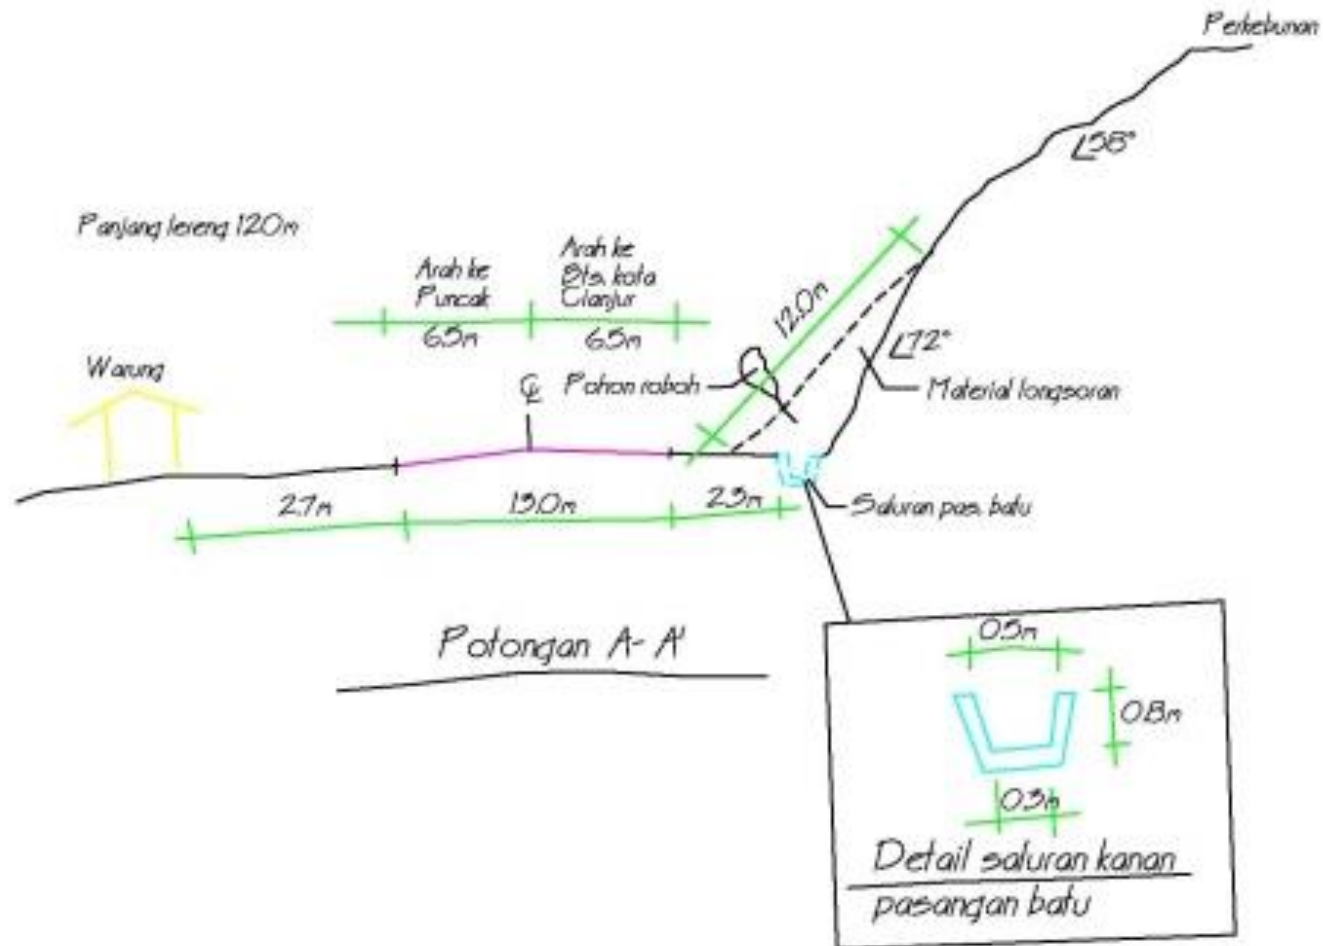 Perkebunan
∠58°
Panjang lereng 120m
Arah ke
Puncak
Arah ke
Bts. kota
Cianjur
6.5m
6.5m
12.0m
∠72°
Warung
℄
Pohon roboh
Material longsoran
2.7m
13.0m
2.3m
Saluran pas. batu
Potongan A-A'
0.5m
0.8m
0.3m
Detail saluran kanan
pasangan batu